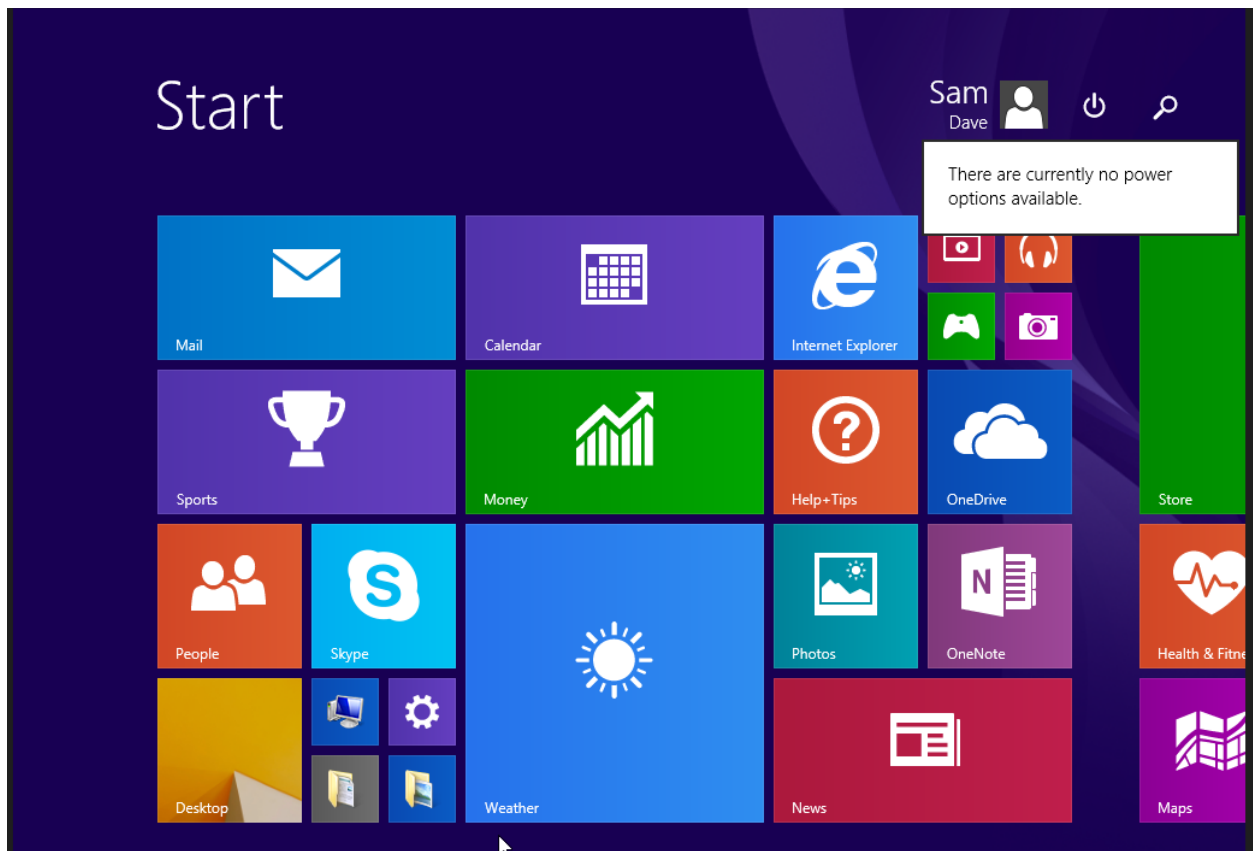 Start
Sam
Dave
There are currently no power
options available.
Mail
Calendar
Internet Explorer
Sports
Money
Help+Tips
OneDrive
Store
People
Skype
S
Photos
N
OneNote
Health & Fitne
Desktop
Weather
News
Maps